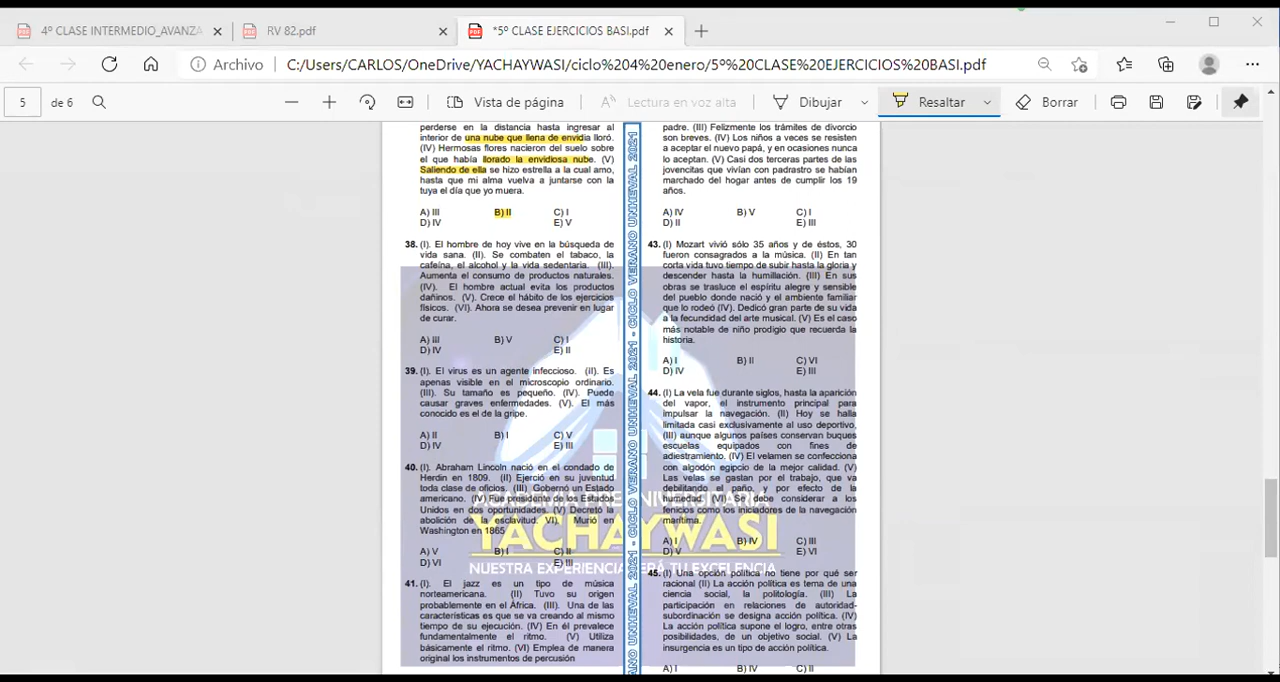 4º CLASE INTERMEDIO_AVANZA
RV 82.pdf
*5º CLASE EJERCICIOS BASI.pdf
Archivo
C:/Users/CARLOS/OneDrive/YACHAYWASI/ciclo%204%20enero/5º%20CLASE%20EJERCICIOS%20BASI.pdf
5
de 6
Vista de página
Lectura en voz alta
Dibujar
Resaltar
Borrar
perderse en la distancia hasta ingresar al
interior de una nube que llena de envidia lloró.
(IV) Hermosas flores nacieron del suelo sobre
el que había llorado la envidiosa nube. (V)
Saliendo de ella se hizo estrella a la cual amo,
hasta que mi alma vuelva a juntarse con la
tuya el día que yo muera.
A) III B) II C) I
D) IV E) V
38. (I). El hombre de hoy vive en la búsqueda de
vida sana. (II). Se combaten el tabaco, la
cafeína, el alcohol y la vida sedentaria. (III).
Aumenta el consumo de productos naturales.
(IV). El hombre actual evita los productos
dañinos. (V). Crece el hábito de los ejercicios
físicos. (VI). Ahora se desea prevenir en lugar
de curar.
A) III B) V C) I
D) IV E) II
39. (I). El virus es un agente infeccioso. (II). Es
apenas visible en el microscopio ordinario.
(III). Su tamaño es pequeño. (IV). Puede
causar graves enfermedades. (V). El más
conocido es el de la gripe.
A) II B) I C) V
D) IV E) III
40. (I). Abraham Lincoln nació en el condado de
Herdin en 1809. (II) Ejerció en su juventud
toda clase de oficios. (III) Gobernó un Estado
americano. (IV) Fue presidente de los Estados
Unidos en dos oportunidades. (V) Decretó la
abolición de la esclavitud. VI). Murió en
Washington en 1865
A) V B) I C) II
D) VI E) III
41. (I). El jazz es un tipo de música
norteamericana. (II) Tuvo su origen
probablemente en el África. (III). Una de las
características es que se va creando al mismo
tiempo de su ejecución. (IV) En él prevalece
fundamentalmente el ritmo. (V) Utiliza
básicamente el ritmo. (VI) Emplea de manera
original los instrumentos de percusión
ANO UNHEVAL 2021 - CICLO VERANO UNHEVAL 2021 - CICLO VERANO UNHEVAL 2021
padre. (III) Felizmente los trámites de divorcio
son breves. (IV) Los niños a veces se resisten
a aceptar el nuevo papá, y en ocasiones nunca
lo aceptan. (V) Casi dos terceras partes de las
jovencitas que vivían con padrastro se habían
marchado del hogar antes de cumplir los 19
años.
A) IV B) V C) I
D) II E) III
43. (I) Mozart vivió sólo 35 años y de éstos, 30
fueron consagrados a la música. (II) En tan
corta vida tuvo tiempo de subir hasta la gloria y
descender hasta la humillación. (III) En sus
obras se trasluce el espíritu alegre y sensible
del pueblo donde nació y el ambiente familiar
que lo rodeó (IV). Dedicó gran parte de su vida
a la fecundidad del arte musical. (V) Es el caso
más notable de niño prodigio que recuerda la
historia.
A) I B) II C) VI
D) IV E) III
44. (I) La vela fue durante siglos, hasta la aparición
del vapor, el instrumento principal para
impulsar la navegación. (II) Hoy se halla
limitada casi exclusivamente al uso deportivo,
(III) aunque algunos países conservan buques
escuelas equipados con fines de
adiestramiento. (IV) El velamen se confecciona
con algodón egipcio de la mejor calidad. (V)
Las velas se gastan por el trabajo, que va
debilitando el paño, y por efecto de la
humedad. (VI) Se debe considerar a los
fenicios como los iniciadores de la navegación
marítima.
A) I B) IV C) III
D) V E) VI
45. (I) Una opción política no tiene por qué ser
racional (II) La acción política es tema de una
ciencia social, la politología. (III) La
participación en relaciones de autoridad-
subordinación se designa acción política. (IV)
La acción política supone el logro, entre otras
posibilidades, de un objetivo social. (V) La
insurgencia es un tipo de acción política.
A) I B) IV C) II
YACHAYWASI
NUESTRA EXPERIENCIA SERÁ TU EXCELENCIA